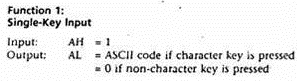 Function 1:
Single-Key Input
Input: AH = 1
Output: AL = ASCII code if character key is pressed
= 0 if non-character key is pressed